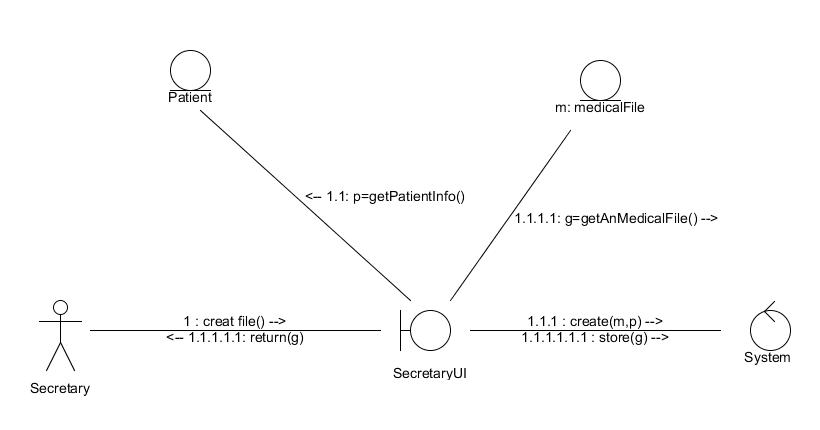 Patient
m: medicalFile
<-- 1.1: p=getPatientInfo()
1.1.1.1: g=getAnMedicalFile() -->
1 : creat file() -->
<-- 1.1.1.1.1: return(g)
1.1.1 : create(m,p) -->
1.1.1.1.1.1 : store(g) -->
System
SecretaryUI
Secretary